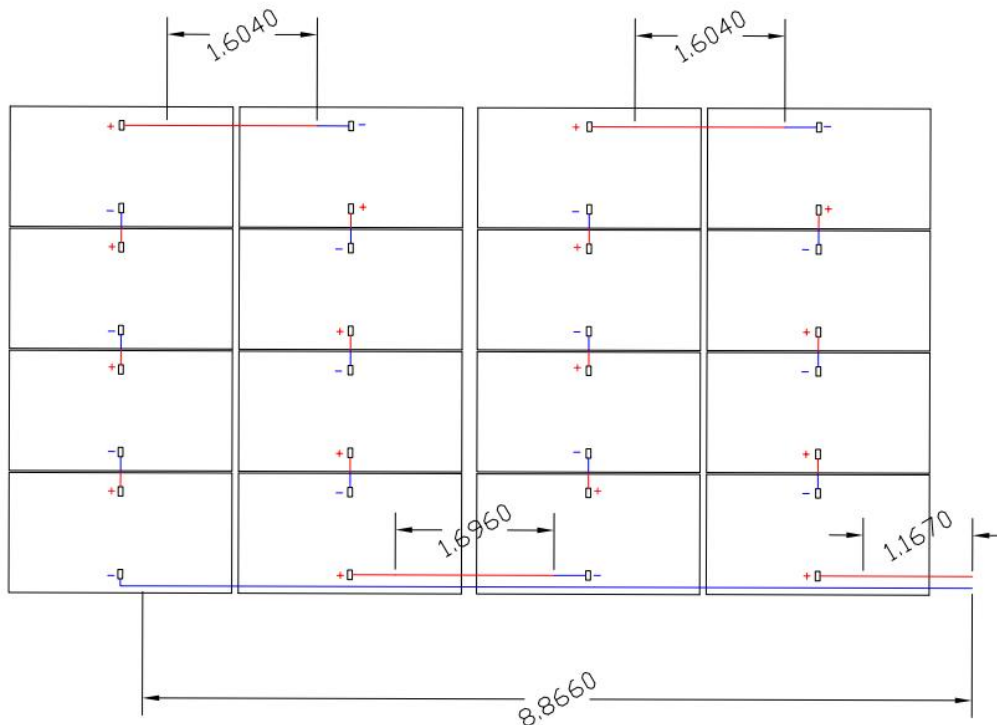 1.6040 1.6040
+ - + -
- + - +
+ - + -
- + - +
+ - + -
- + - +
+ - + -
1.6960 1.1670
- + - +
8.8660